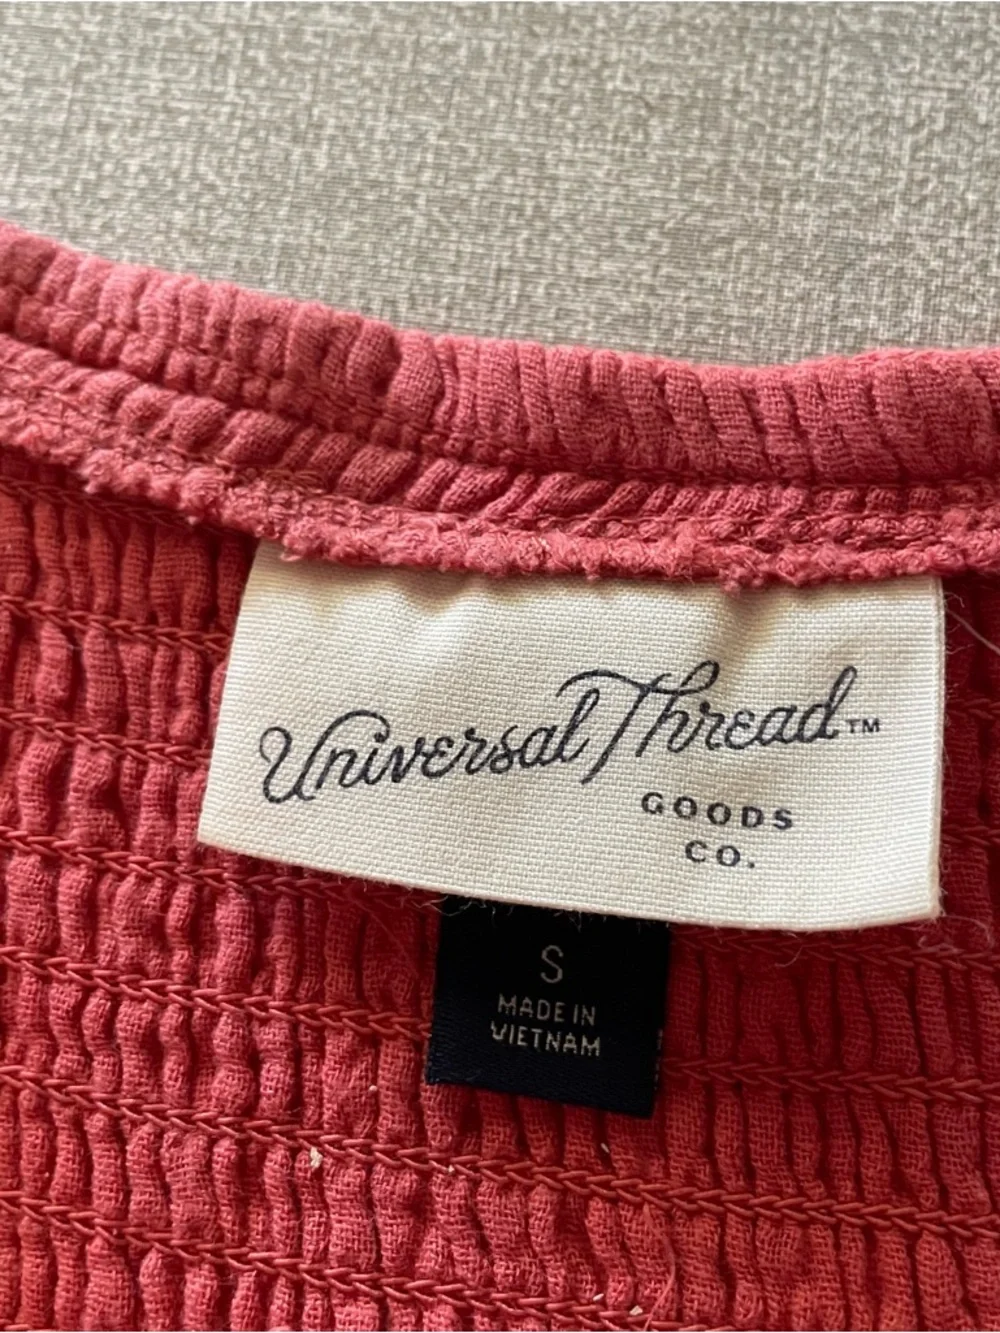 Universal Thread™
GOODS
CO.
S
MADE IN
VIETNAM